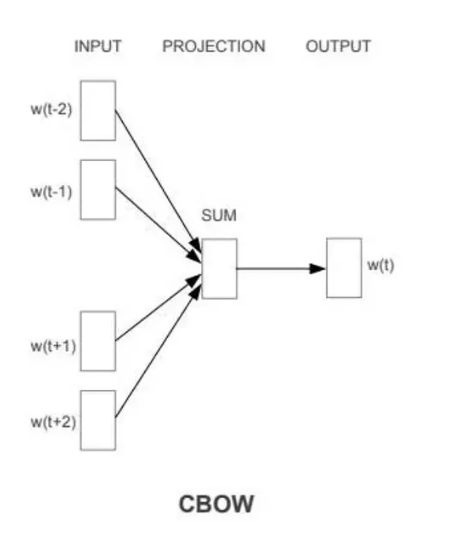 INPUT PROJECTION OUTPUT
w(t-2)
w(t-1)
SUM
w(t)
w(t+1)
w(t+2)
CBOW